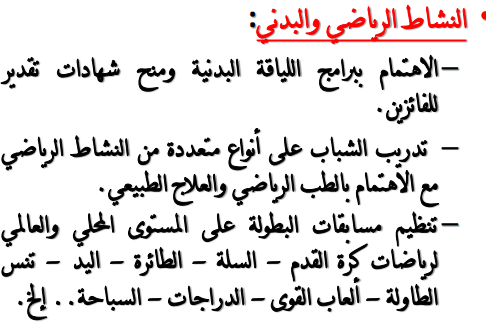 • النشاط الرياضي والبدني:
– الاهتمام ببرامج اللياقة البدنية ومنح شهادات تقدير
للفائزين.
– تدريب الشباب على أنواع متعددة من النشاط الرياضي
مع الاهتمام بالطب الرياضي والعلاج الطبيعي.
– تنظيم مسابقات البطولة على المستوى المحلي والعالمي
لرياضات كرة القدم – السلة – الطائرة – اليد – تنس
الطاولة – ألعاب القوى – الدراجات – السباحة. . إلخ.